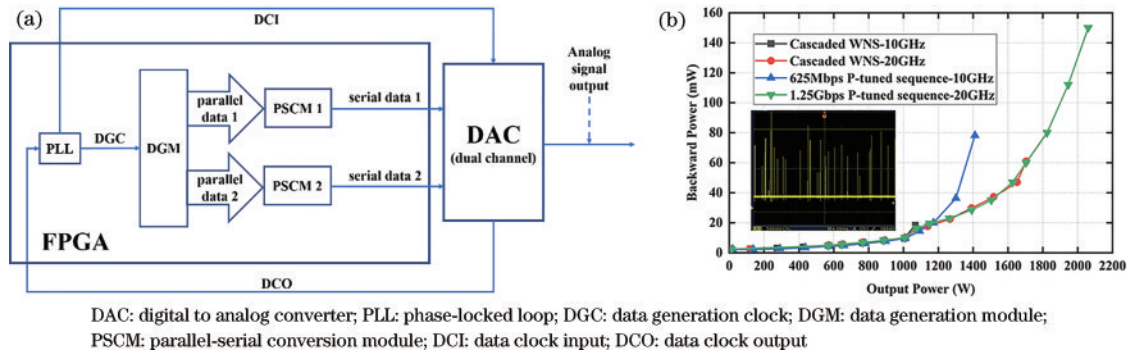 (a)
DCI
Analog
signal
output
parallel
data 1
PSCM 1
serial data 1
PLL
DGC
DGM
DAC
(dual channel)
parallel
data 2
PSCM 2
serial data 2
FPGA
DCO
(b)
Backward Power (mW)
160
140
120
100
80
60
40
20
0
Cascaded WNS-10GHz
Cascaded WNS-20GHz
625Mbps P-tuned sequence-10GHz
1.25Gbps P-tuned sequence-20GHz
0 200 400 600 800 1000 1200 1400 1600 1800 2000 2200
Output Power (W)
DAC: digital to analog converter; PLL: phase-locked loop; DGC: data generation clock; DGM: data generation module;
PSCM: parallel-serial conversion module; DCI: data clock input; DCO: data clock output